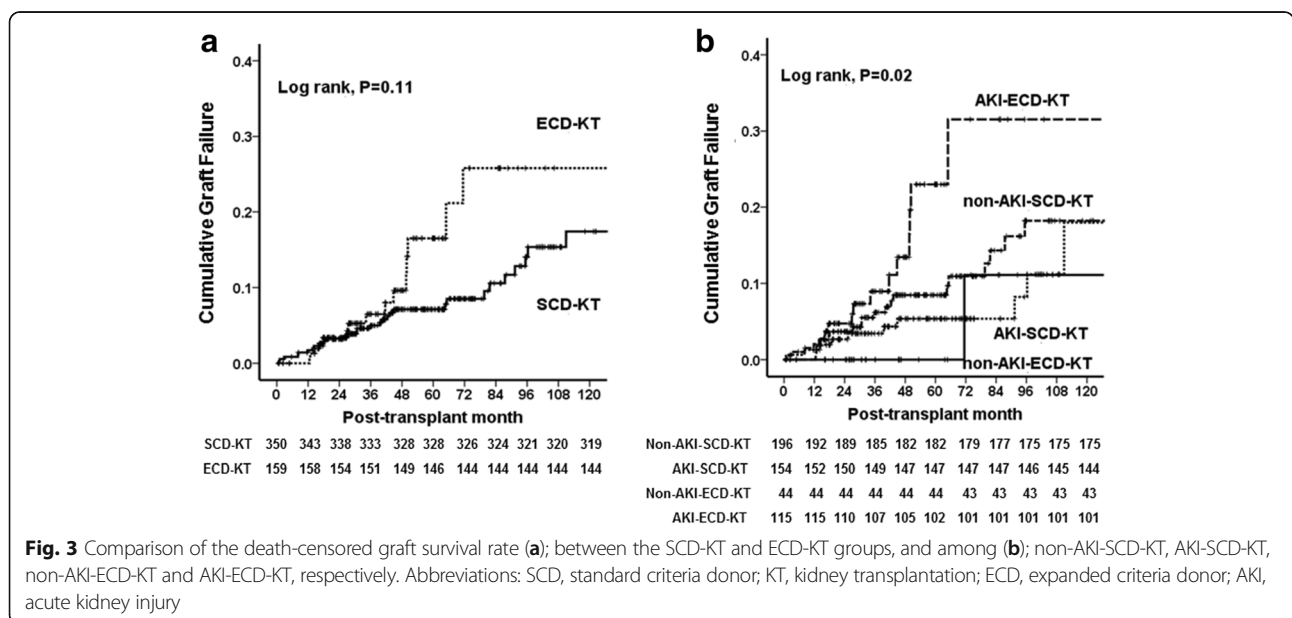 a
0.4
0.3
0.2
0.1
0.0
Cumulative Graft Failure
Log rank, P=0.11
ECD-KT
SCD-KT
0 12 24 36 48 60 72 84 96 108 120
Post-transplant month
SCD-KT 350 343 338 333 328 328 326 324 321 320 319
ECD-KT 159 158 154 151 149 146 144 144 144 144 144
b
0.4
0.3
0.2
0.1
0.0
Cumulative Graft Failure
Log rank, P=0.02
AKI-ECD-KT
non-AKI-SCD-KT
AKI-SCD-KT
non-AKI-ECD-KT
0 12 24 36 48 60 72 84 96 108 120
Post-transplant month
Non-AKI-SCD-KT 196 192 189 185 182 182 179 177 175 175 175
AKI-SCD-KT 154 152 150 149 147 147 147 147 146 145 144
Non-AKI-ECD-KT 44 44 44 44 44 44 43 43 43 43 43
AKI-ECD-KT 115 115 110 107 105 102 101 101 101 101 101
Fig. 3 Comparison of the death-censored graft survival rate (a); between the SCD-KT and ECD-KT groups, and among (b); non-AKI-SCD-KT, AKI-SCD-KT,
non-AKI-ECD-KT and AKI-ECD-KT, respectively. Abbreviations: SCD, standard criteria donor; KT, kidney transplantation; ECD, expanded criteria donor; AKI,
acute kidney injury